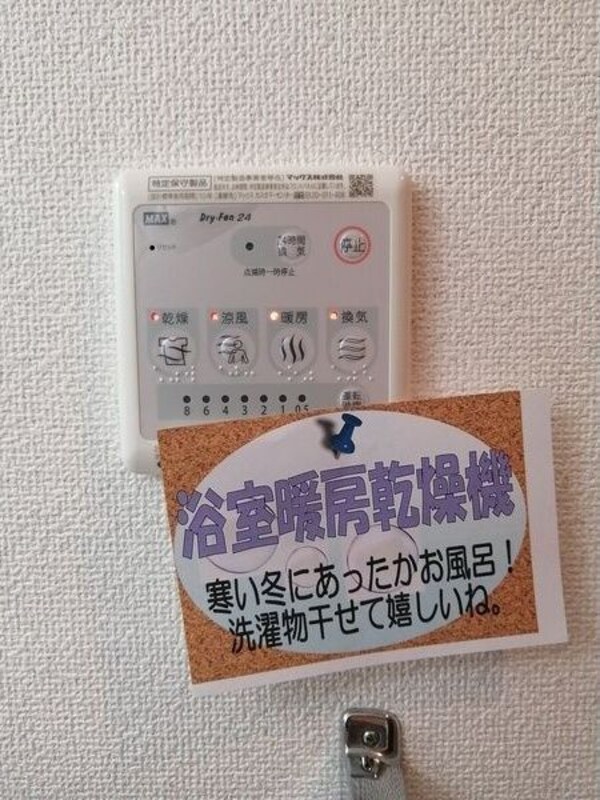 特定保守製品
マックス株式会社
MAX® Dry-Fan 24
24時間
換気
停止
点滅時一時停止
乾燥 涼風 暖房 換気
8 6 4 3 2 1 0.5
運転
浴室暖房乾燥機
寒い冬にあったかお風呂!
洗濯物干せて嬉しいね。